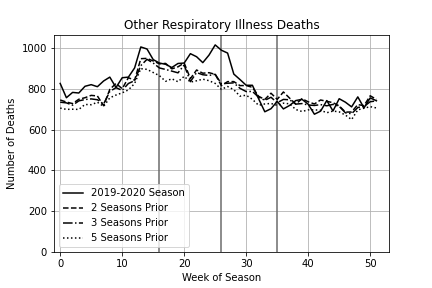 Other Respiratory Illness Deaths
Number of Deaths
1000
800
600
400
200
0
2019-2020 Season
2 Seasons Prior
3 Seasons Prior
5 Seasons Prior
0 10 20 30 40 50
Week of Season